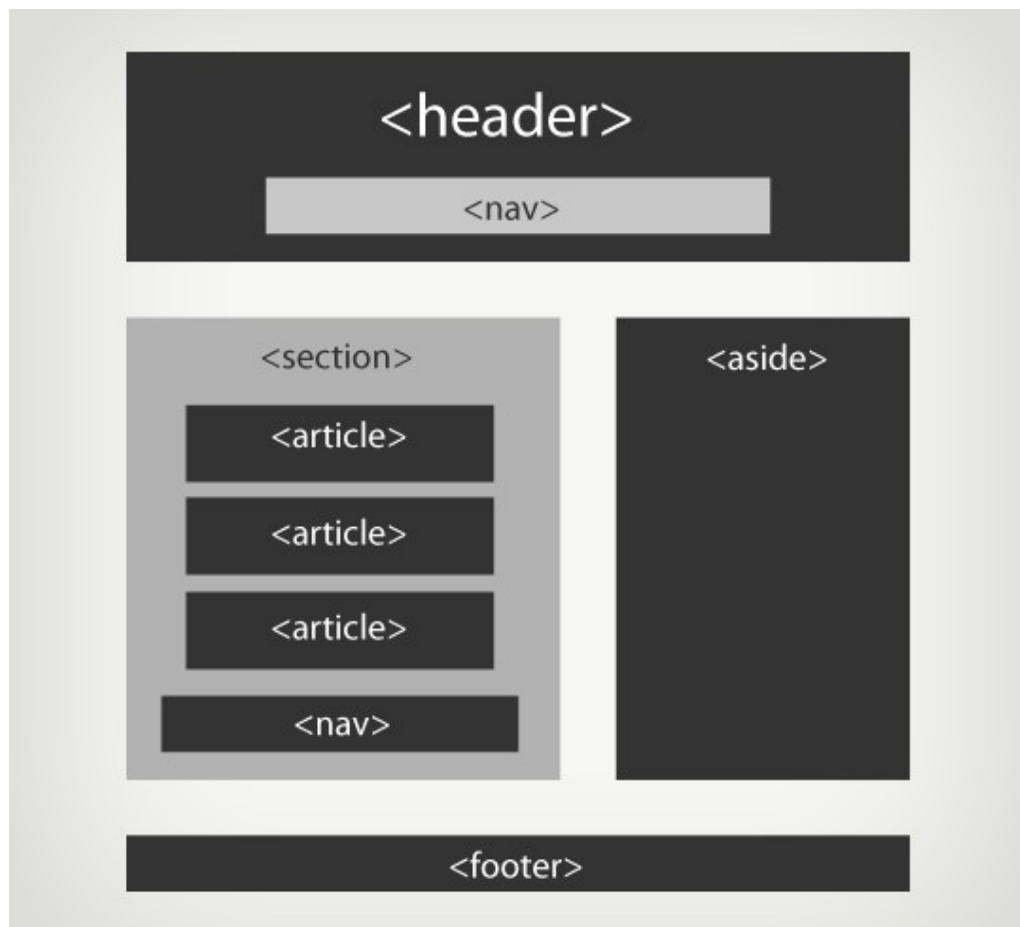 <header>
<nav>
<section>
<article>
<article>
<article>
<nav>
<aside>
<footer>